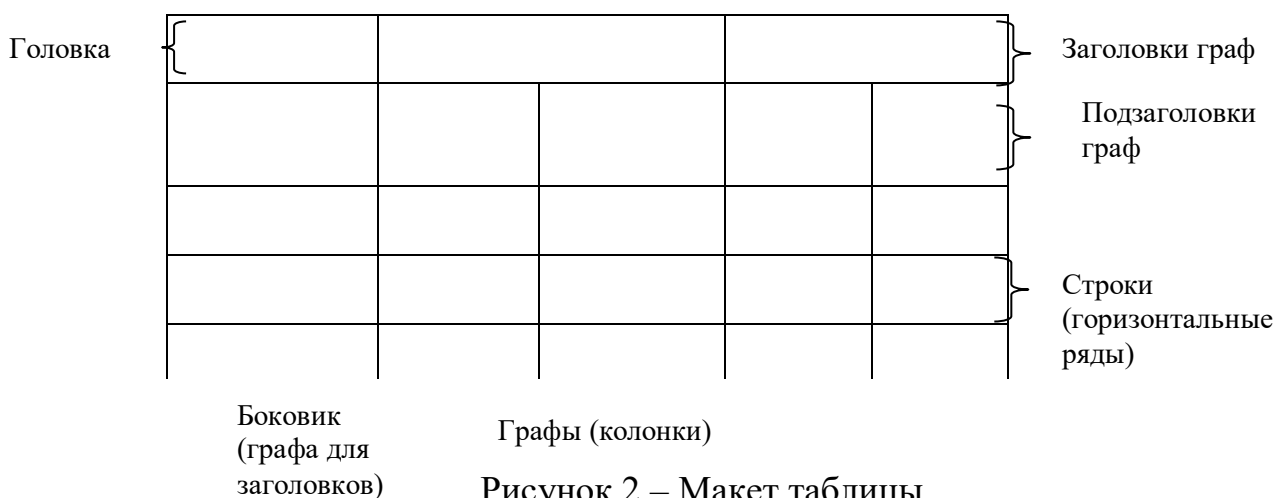 Головка
Заголовки граф
Подзаголовки
граф
Строки
(горизонтальные
ряды)
Боковик
(графа для
заголовков)
Графы (колонки)
Рисунок 2 – Макет таблицы